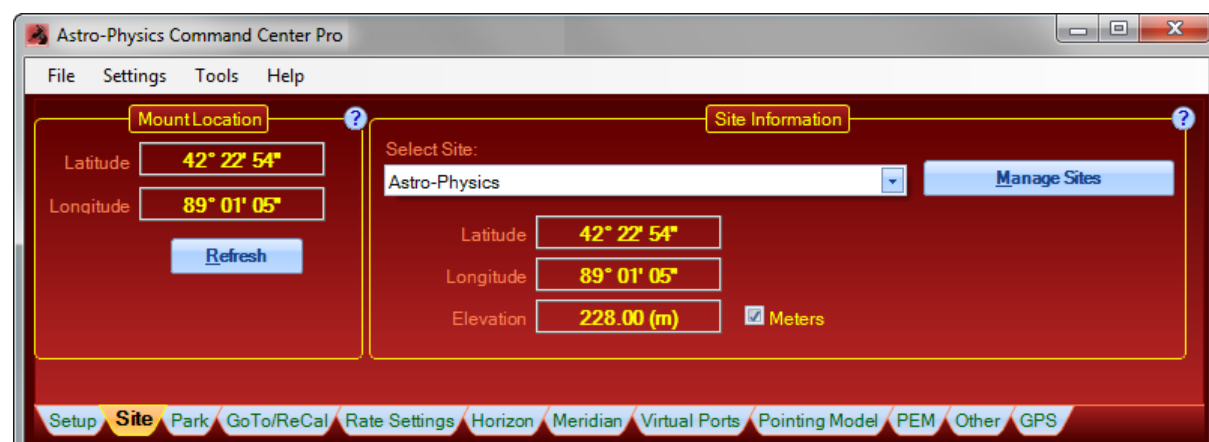 Astro-Physics Command Center Pro
File Settings Tools Help
Mount Location ?
Latitude 42° 22' 54"
Longitude 89° 01' 05"
Refresh
Site Information ?
Select Site:
Astro-Physics Manage Sites
Latitude 42° 22' 54"
Longitude 89° 01' 05"
Elevation 228.00 (m) Meters
Setup Site Park GoTo/ReCal Rate Settings Horizon Meridian Virtual Ports Pointing Model PEM Other GPS